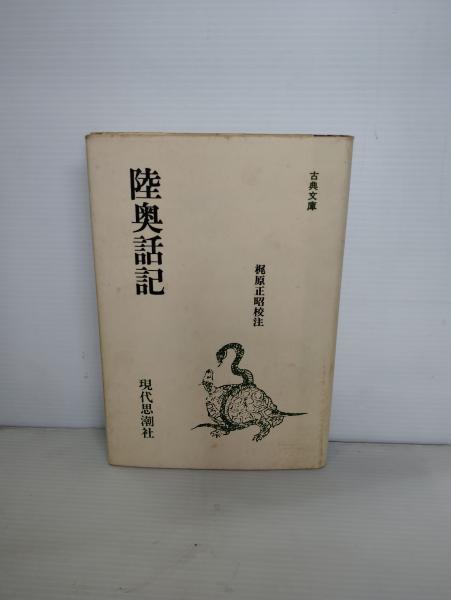 古典文庫
陸奥話記
梶原正昭校注
現代思潮社